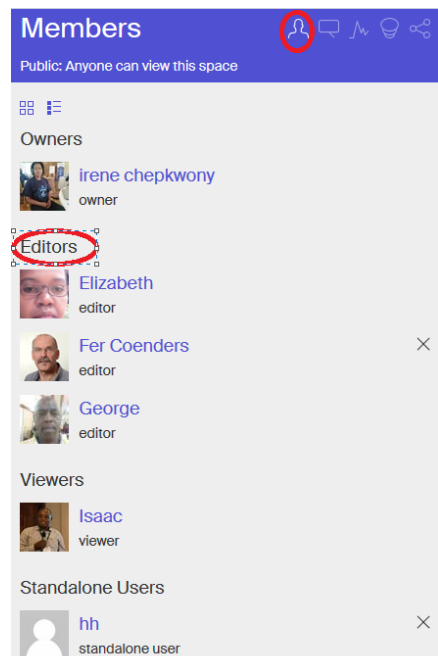 Members
Public: Anyone can view this space
Owners
irene chepkwony
owner
Editors
Elizabeth
editor
Fer Coenders
editor
George
editor
Viewers
Isaac
viewer
Standalone Users
hh
standalone user